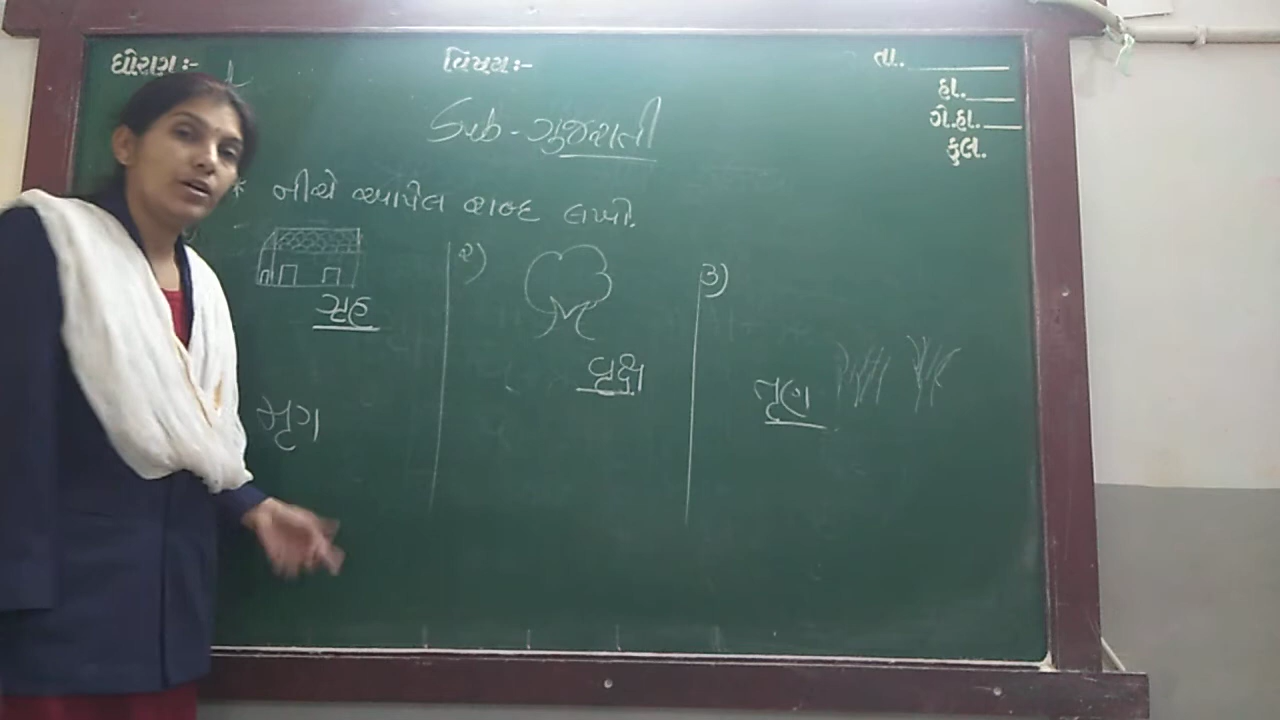 ધોરણ :-
વિષય :-
તા.
હા.
ગે.હા.
કુલ.
Sub - ગુજરાતી
* નીચે આપેલ શબ્દ લખો.
ગૃહ
૨)
વૃક્ષ
૩)
તૃણ
મૃગ